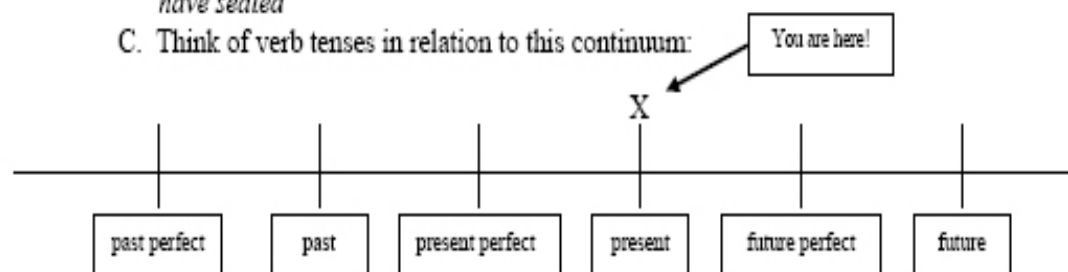 have sealed
C. Think of verb tenses in relation to this continuum:
You are here!
X
past perfect
past
present perfect
present
future perfect
future